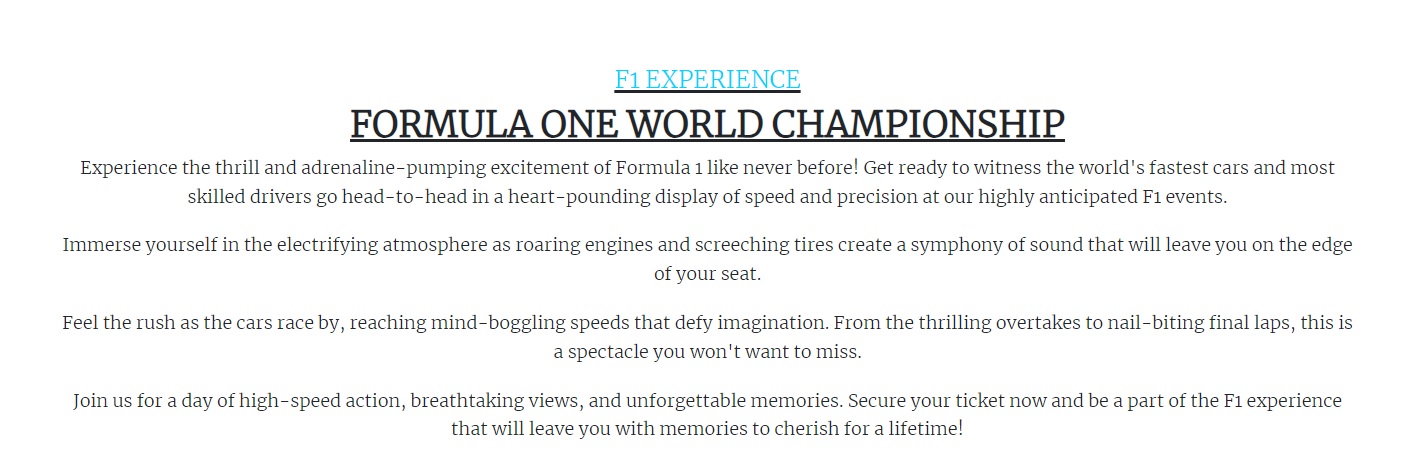 F1 EXPERIENCE
FORMULA ONE WORLD CHAMPIONSHIP
Experience the thrill and adrenaline-pumping excitement of Formula 1 like never before! Get ready to witness the world's fastest cars and most
skilled drivers go head-to-head in a heart-pounding display of speed and precision at our highly anticipated F1 events.
Immerse yourself in the electrifying atmosphere as roaring engines and screeching tires create a symphony of sound that will leave you on the edge
of your seat.
Feel the rush as the cars race by, reaching mind-boggling speeds that defy imagination. From the thrilling overtakes to nail-biting final laps, this is
a spectacle you won't want to miss.
Join us for a day of high-speed action, breathtaking views, and unforgettable memories. Secure your ticket now and be a part of the F1 experience
that will leave you with memories to cherish for a lifetime!